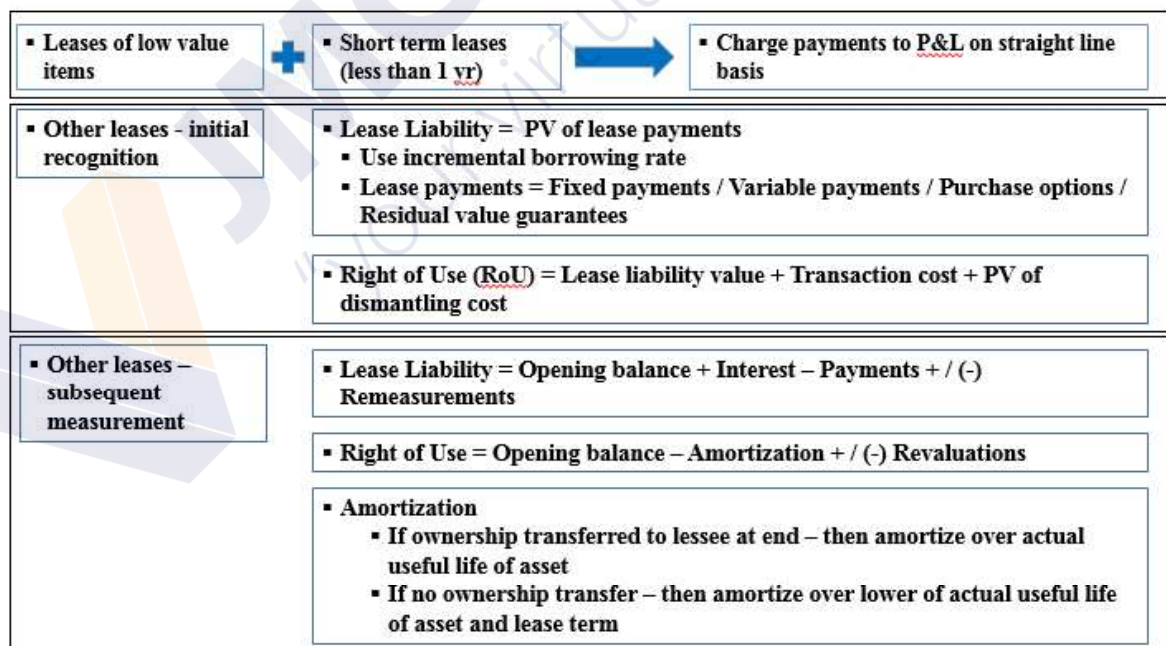 ▪ Leases of low value
items
▪ Short term leases
(less than 1 yr)
▪ Charge payments to P&L on straight line
basis
▪ Other leases - initial
recognition
▪ Lease Liability = PV of lease payments
▪ Use incremental borrowing rate
▪ Lease payments = Fixed payments / Variable payments / Purchase options /
Residual value guarantees
▪ Right of Use (RoU) = Lease liability value + Transaction cost + PV of
dismantling cost
▪ Other leases –
subsequent
measurement
▪ Lease Liability = Opening balance + Interest – Payments + / (-)
Remeasurements
▪ Right of Use = Opening balance – Amortization + / (-) Revaluations
▪ Amortization
▪ If ownership transferred to lessee at end – then amortize over actual
useful life of asset
▪ If no ownership transfer – then amortize over lower of actual useful life
of asset and lease term